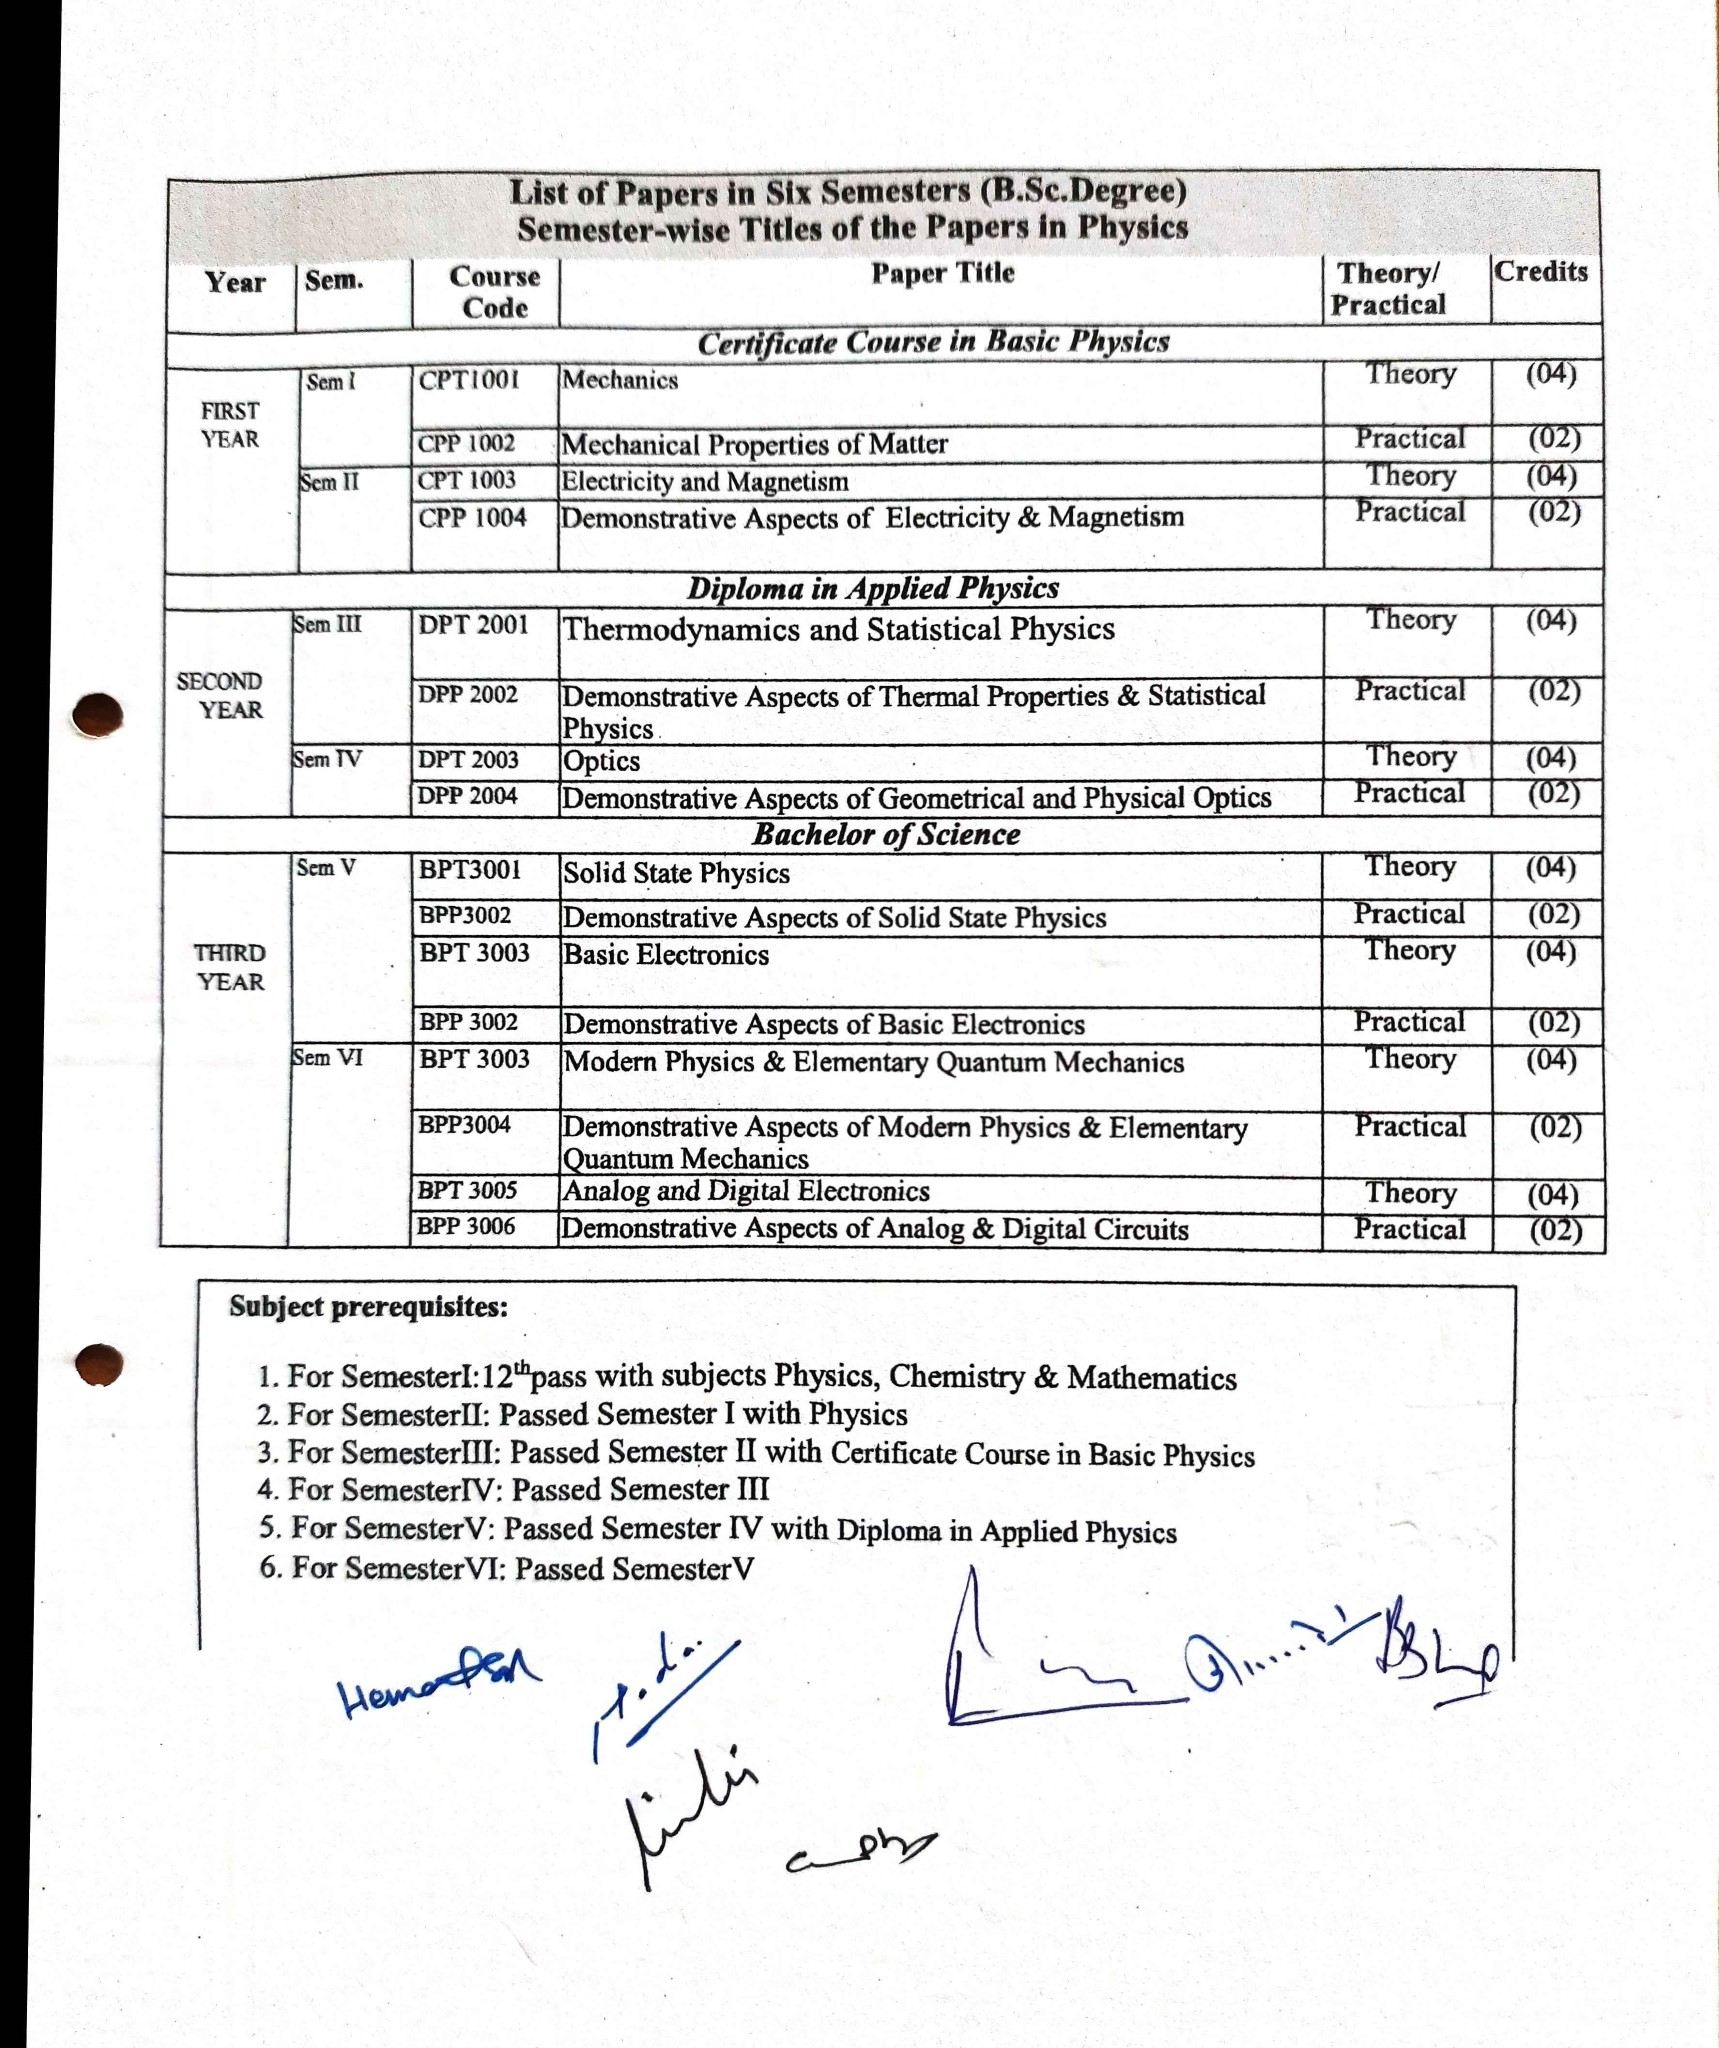 List of Papers in Six Semesters (B.Sc.Degree)
Semester-wise Titles of the Papers in Physics
Year Sem. Course Code Paper Title Theory/ Practical Credits
Certificate Course in Basic Physics
FIRST YEAR Sem I CPT1001 Mechanics Theory (04)
CPP 1002 Mechanical Properties of Matter Practical (02)
Sem II CPT 1003 Electricity and Magnetism Theory (04)
CPP 1004 Demonstrative Aspects of Electricity & Magnetism Practical (02)
Diploma in Applied Physics
SECOND YEAR Sem III DPT 2001 Thermodynamics and Statistical Physics Theory (04)
DPP 2002 Demonstrative Aspects of Thermal Properties & Statistical Physics Practical (02)
Sem IV DPT 2003 Optics Theory (04)
DPP 2004 Demonstrative Aspects of Geometrical and Physical Optics Practical (02)
Bachelor of Science
THIRD YEAR Sem V BPT3001 Solid State Physics Theory (04)
BPP3002 Demonstrative Aspects of Solid State Physics Practical (02)
BPT 3003 Basic Electronics Theory (04)
BPP 3002 Demonstrative Aspects of Basic Electronics Practical (02)
Sem VI BPT 3003 Modern Physics & Elementary Quantum Mechanics Theory (04)
BPP3004 Demonstrative Aspects of Modern Physics & Elementary Quantum Mechanics Practical (02)
BPT 3005 Analog and Digital Electronics Theory (04)
BPP 3006 Demonstrative Aspects of Analog & Digital Circuits Practical (02)
Subject prerequisites:
1. For SemesterI:12thpass with subjects Physics, Chemistry & Mathematics
2. For SemesterII: Passed Semester I with Physics
3. For SemesterIII: Passed Semester II with Certificate Course in Basic Physics
4. For SemesterIV: Passed Semester III
5. For SemesterV: Passed Semester IV with Diploma in Applied Physics
6. For SemesterVI: Passed SemesterV